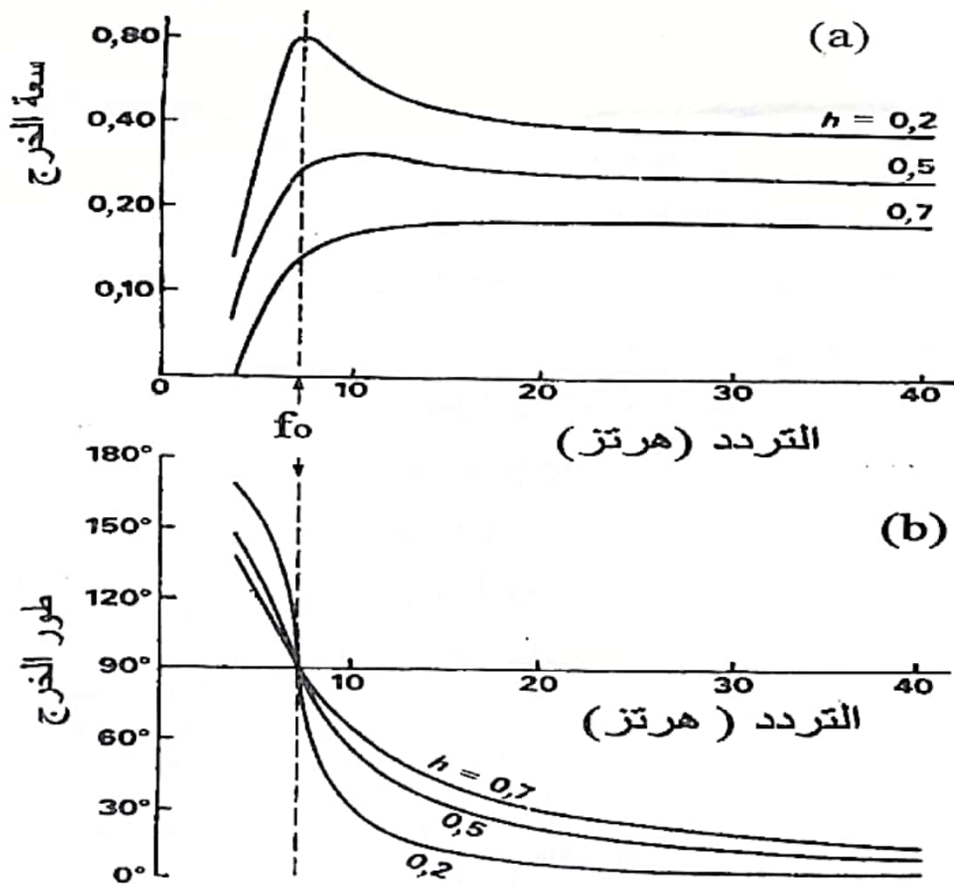 (a)
سعة الخرج
0,80
0,40
0,20
0,10
h = 0,2
0,5
0,7
0 10 20 30 40
fo
التردد (هرتز)
(b)
طور الخرج
180°
150°
120°
90°
60°
30°
0°
10 20 30 40
التردد ( هرتز)
h = 0,7
0,5
0,2